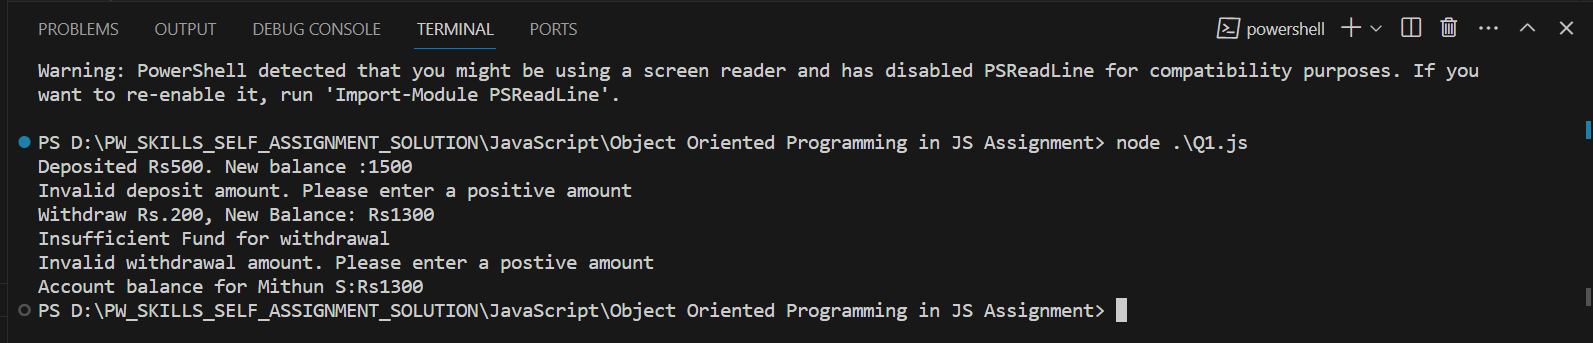 PROBLEMS OUTPUT DEBUG CONSOLE TERMINAL PORTS powershell
Warning: PowerShell detected that you might be using a screen reader and has disabled PSReadLine for compatibility purposes. If you
want to re-enable it, run 'Import-Module PSReadLine'.
PS D:\PW_SKILLS_SELF_ASSIGNMENT_SOLUTION\JavaScript\Object Oriented Programming in JS Assignment> node .\Q1.js
Deposited Rs500. New balance :1500
Invalid deposit amount. Please enter a positive amount
Withdraw Rs.200, New Balance: Rs1300
Insufficient Fund for withdrawal
Invalid withdrawal amount. Please enter a postive amount
Account balance for Mithun S:Rs1300
PS D:\PW_SKILLS_SELF_ASSIGNMENT_SOLUTION\JavaScript\Object Oriented Programming in JS Assignment>